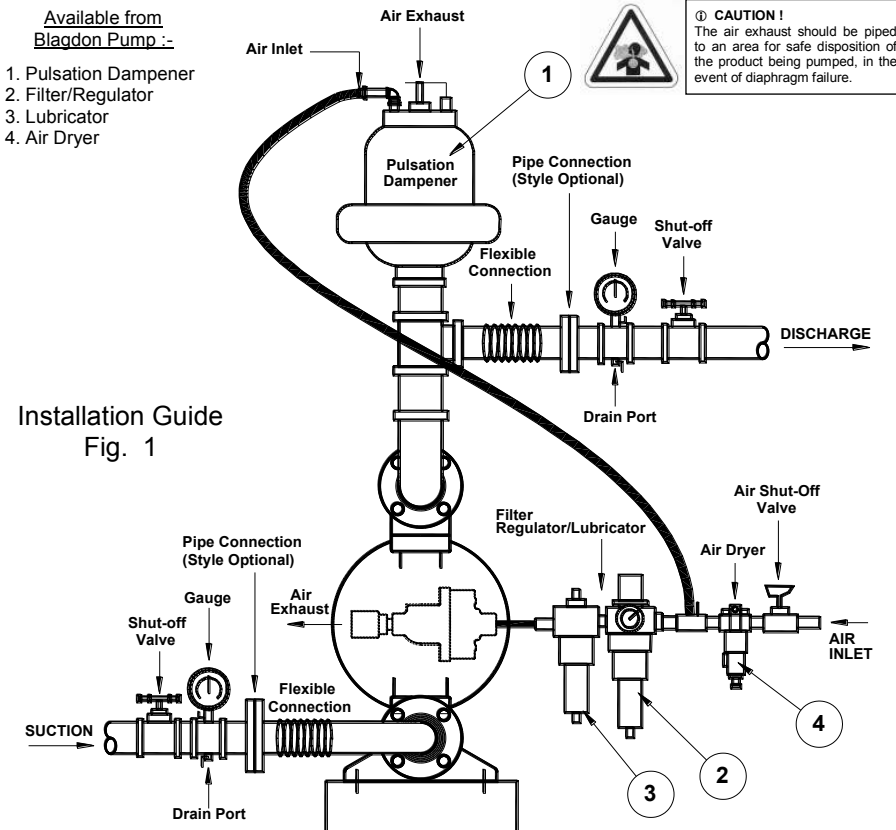 Available from
Blagdon Pump :-
1. Pulsation Dampener
2. Filter/Regulator
3. Lubricator
4. Air Dryer
Air Exhaust
Air Inlet
1
CAUTION !
The air exhaust should be piped
to an area for safe disposition of
the product being pumped, in the
event of diaphragm failure.
Pulsation
Dampener
Pipe Connection
(Style Optional)
Gauge
Shut-off
Valve
Flexible
Connection
DISCHARGE
Drain Port
Installation Guide
Fig. 1
Filter
Regulator/Lubricator
Air Shut-Off
Valve
Air Dryer
AIR
INLET
Pipe Connection
(Style Optional)
Air
Exhaust
Gauge
Shut-off
Valve
Flexible
Connection
SUCTION
Drain Port
4
2
3